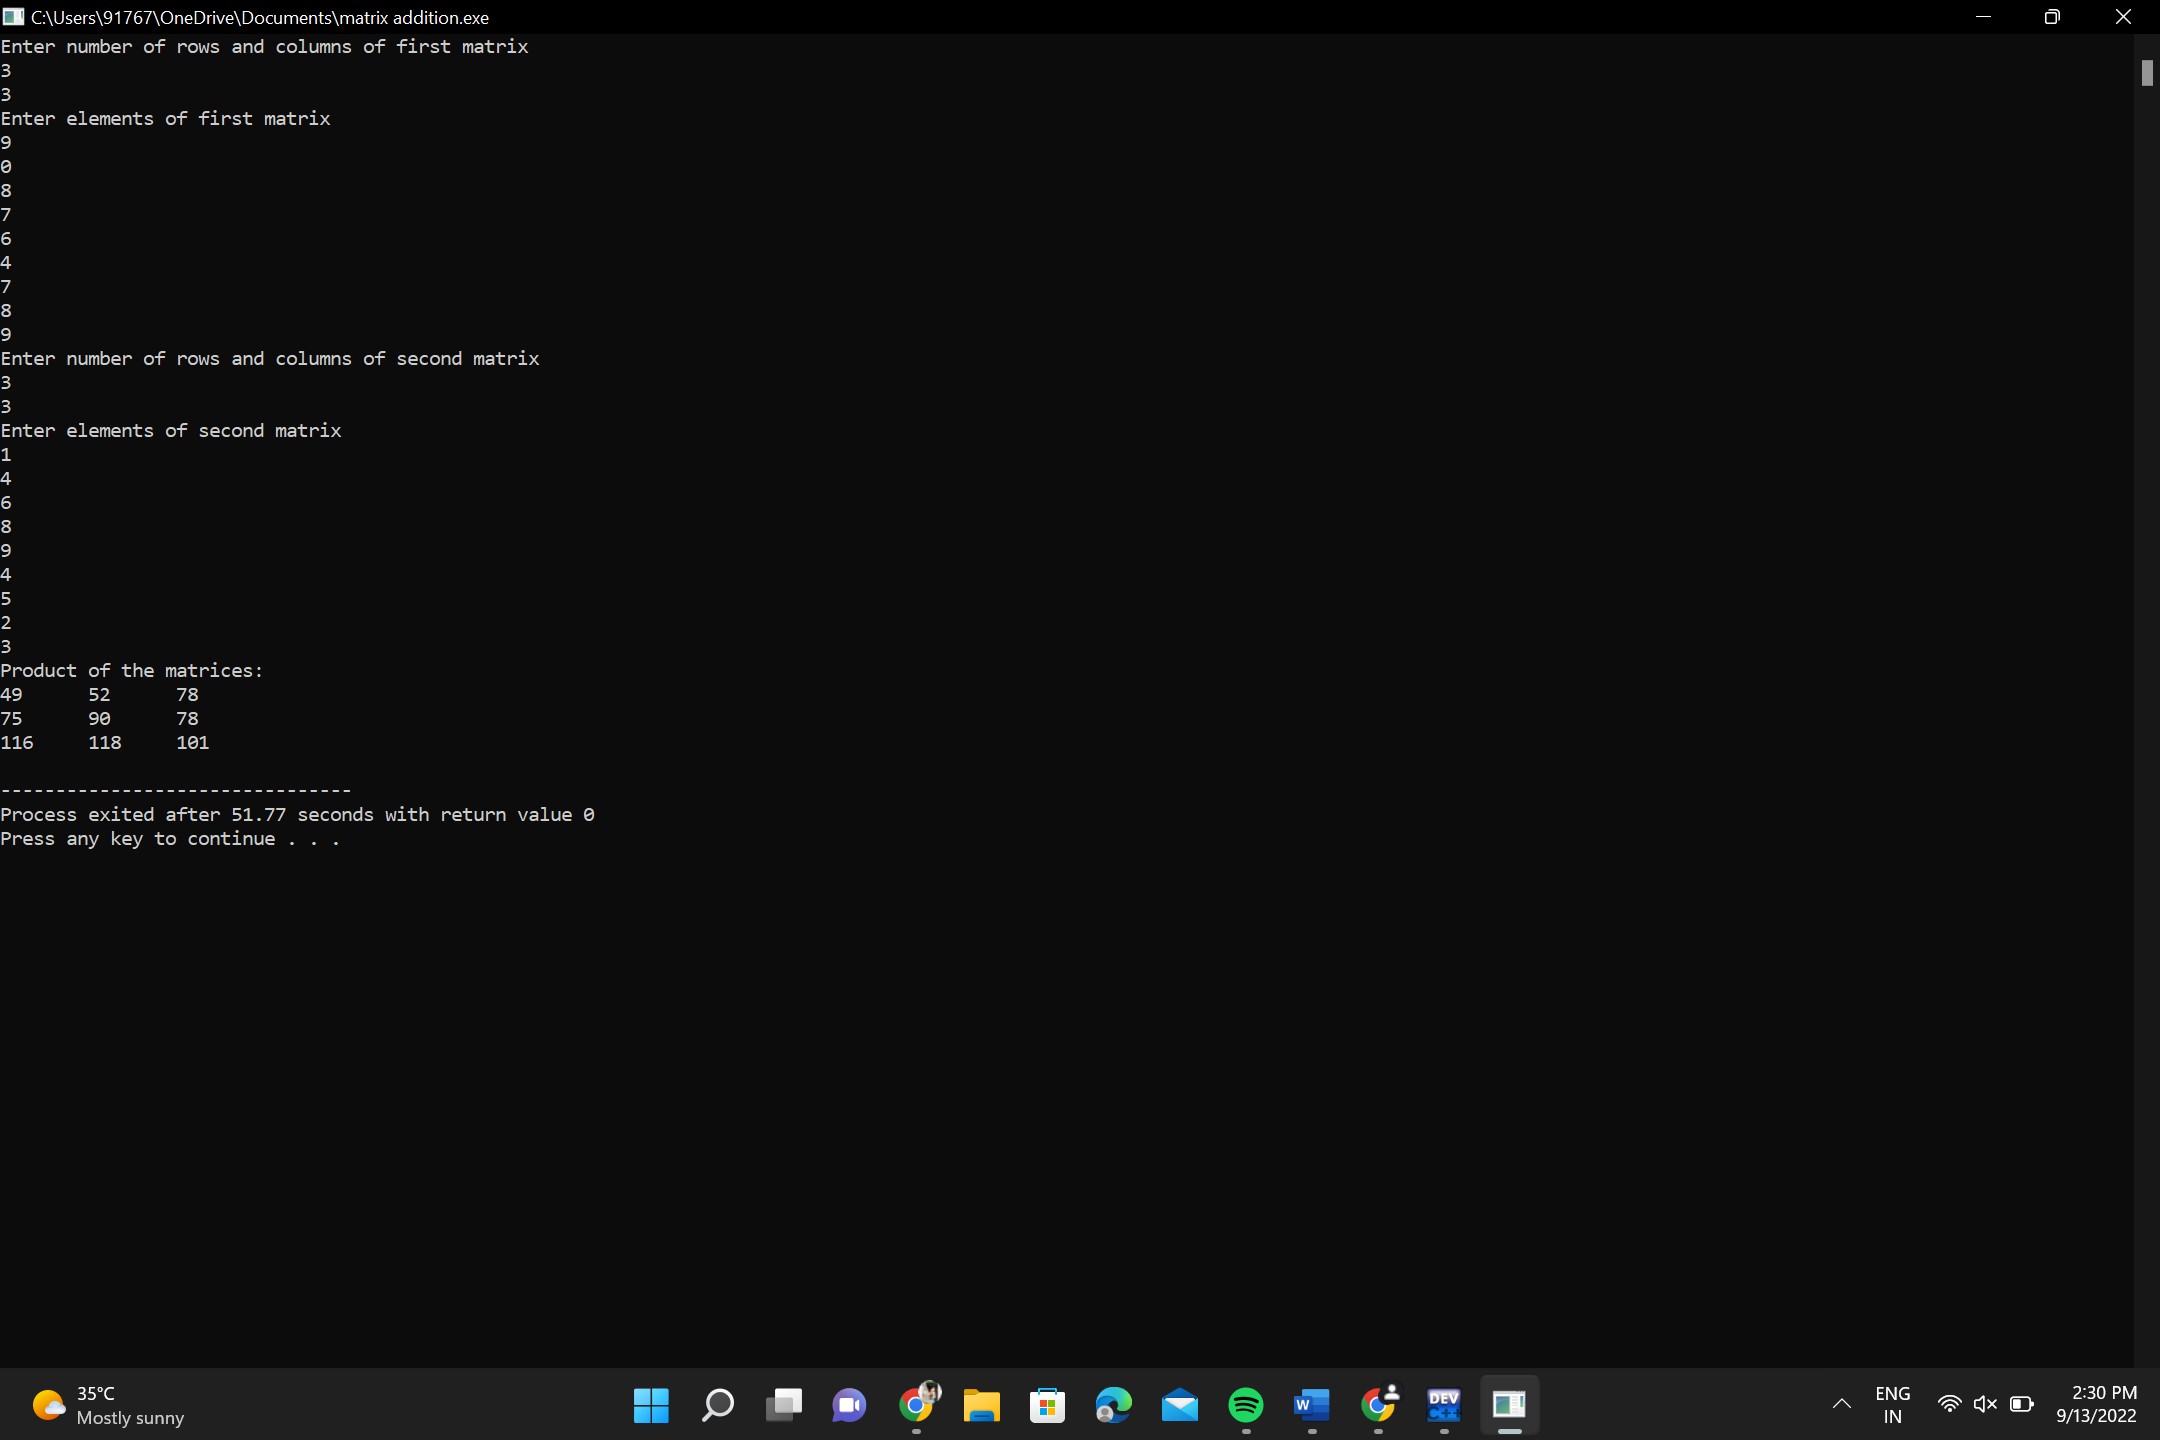 C:\Users\91767\OneDrive\Documents\matrix addition.exe
Enter number of rows and columns of first matrix
3
3
Enter elements of first matrix
9
0
8
7
6
4
7
8
9
Enter number of rows and columns of second matrix
3
3
Enter elements of second matrix
1
4
6
8
9
4
5
2
3
Product of the matrices:
49 52 78
75 90 78
116 118 101
--------------------------------
Process exited after 51.77 seconds with return value 0
Press any key to continue . . .
35°C
Mostly sunny
W
DEV
C++
ENG
IN
2:30 PM
9/13/2022